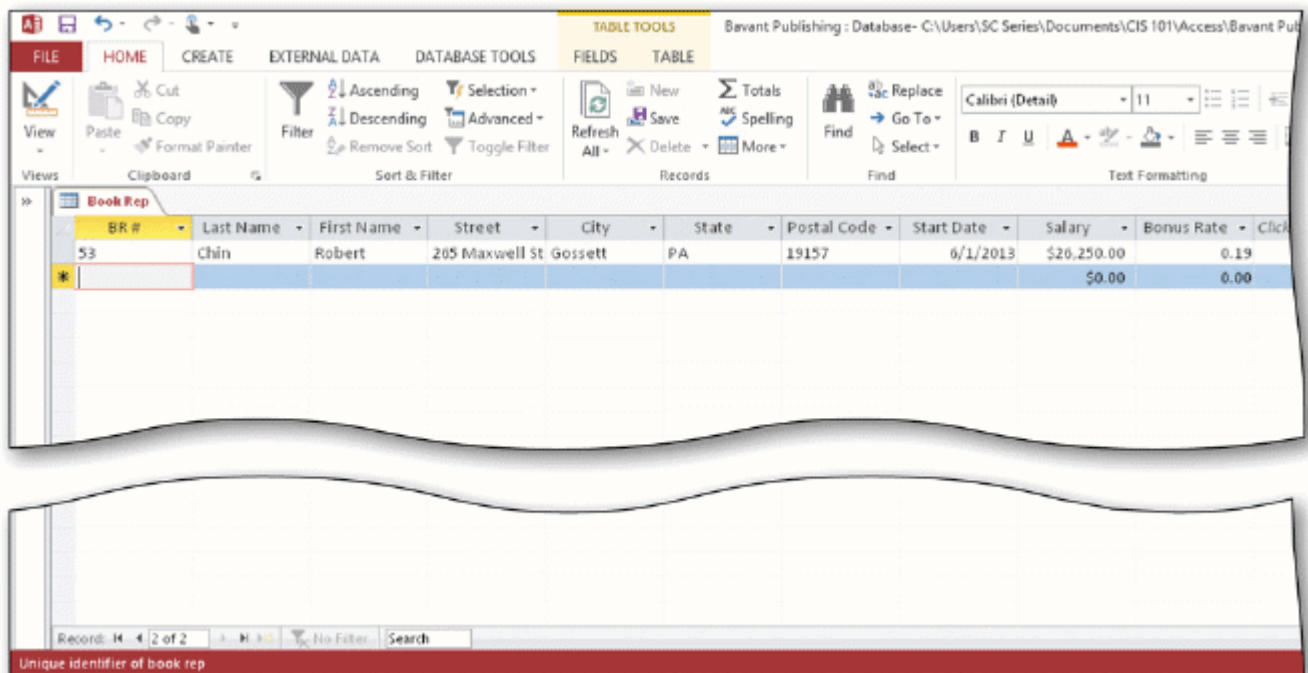 TABLE TOOLS Bavant Publishing : Database- C:\Users\SC Series\Documents\CIS 101\Access\Bavant Pub
FILE HOME CREATE EXTERNAL DATA DATABASE TOOLS FIELDS TABLE
View
Paste
Cut
Copy
Format Painter
Filter
Ascending
Descending
Remove Sort
Selection
Advanced
Toggle Filter
Refresh
All
New
Save
Delete
Totals
Spelling
More
Find
Replace
Go To
Select
Calibri (Detail) 11
B I U A
Views Clipboard Sort & Filter Records Find Text Formatting
Book Rep
BR # Last Name First Name Street City State Postal Code Start Date Salary Bonus Rate Click
53 Chin Robert 265 Maxwell St Gossett PA 19157 6/1/2013 $26,250.00 0.19
* $0.00 0.00
Record: 2 of 2 No Filter Search
Unique identifier of book rep